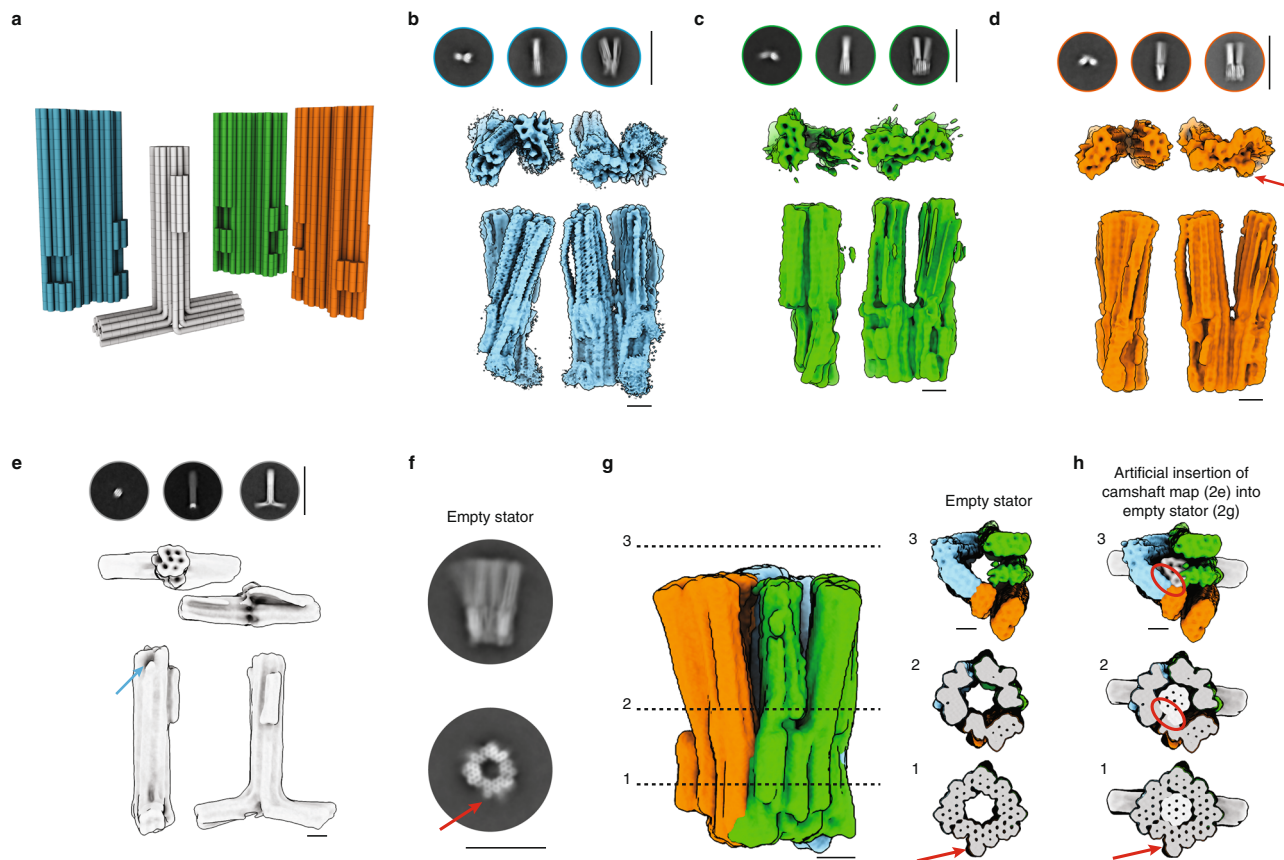 a
b
c
d
e
f
Empty stator
g
3
2
1
Empty stator
3
2
1
h
Artificial insertion of
camshaft map (2e) into
empty stator (2g)
3
2
1